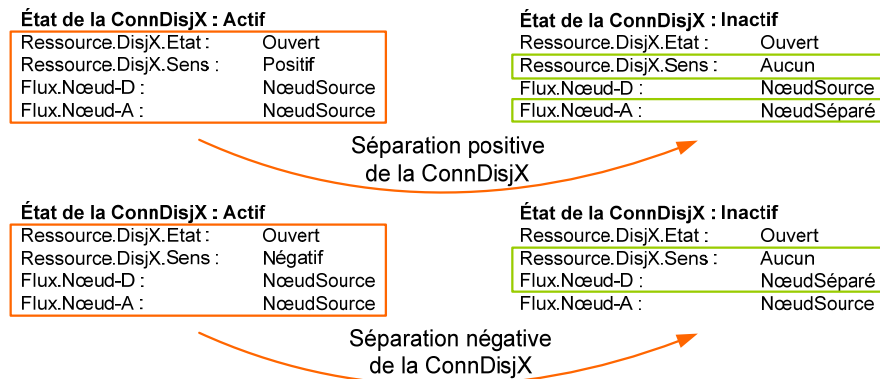 État de la ConnDisjX : Actif
Ressource.DisjX.Etat : Ouvert
Ressource.DisjX.Sens : Positif
Flux.Nœud-D : NœudSource
Flux.Nœud-A : NœudSource
État de la ConnDisjX : Inactif
Ressource.DisjX.Etat : Ouvert
Ressource.DisjX.Sens : Aucun
Flux.Nœud-D : NœudSource
Flux.Nœud-A : NœudSéparé
Séparation positive
de la ConnDisjX
État de la ConnDisjX : Actif
Ressource.DisjX.Etat : Ouvert
Ressource.DisjX.Sens : Négatif
Flux.Nœud-D : NœudSource
Flux.Nœud-A : NœudSource
État de la ConnDisjX : Inactif
Ressource.DisjX.Etat : Ouvert
Ressource.DisjX.Sens : Aucun
Flux.Nœud-D : NœudSéparé
Flux.Nœud-A : NœudSource
Séparation négative
de la ConnDisjX